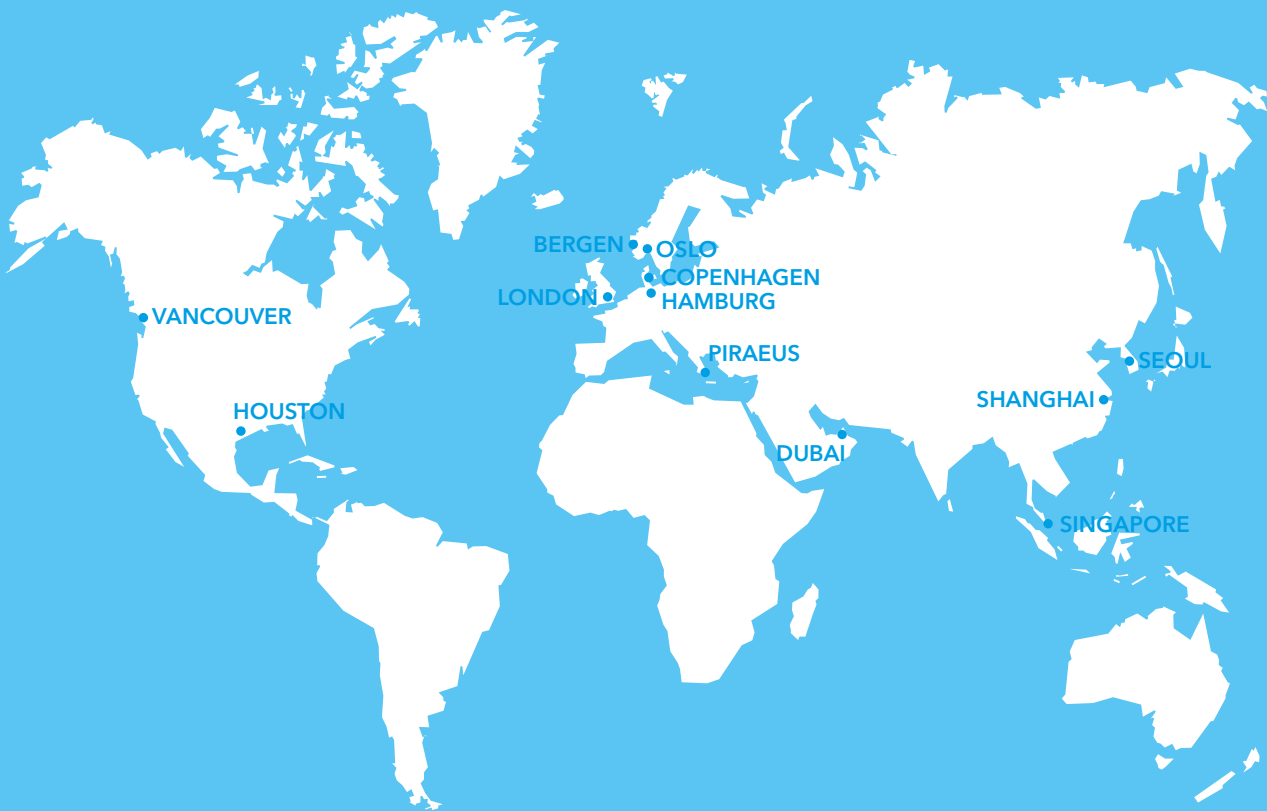 BERGEN
OSLO
COPENHAGEN
LONDON
HAMBURG
VANCOUVER
PIRAEUS
SEOUL
SHANGHAI
HOUSTON
DUBAI
SINGAPORE